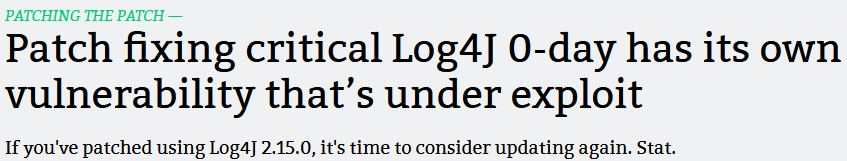 PATCHING THE PATCH —
Patch fixing critical Log4J 0-day has its own
vulnerability that’s under exploit
If you've patched using Log4J 2.15.0, it's time to consider updating again. Stat.